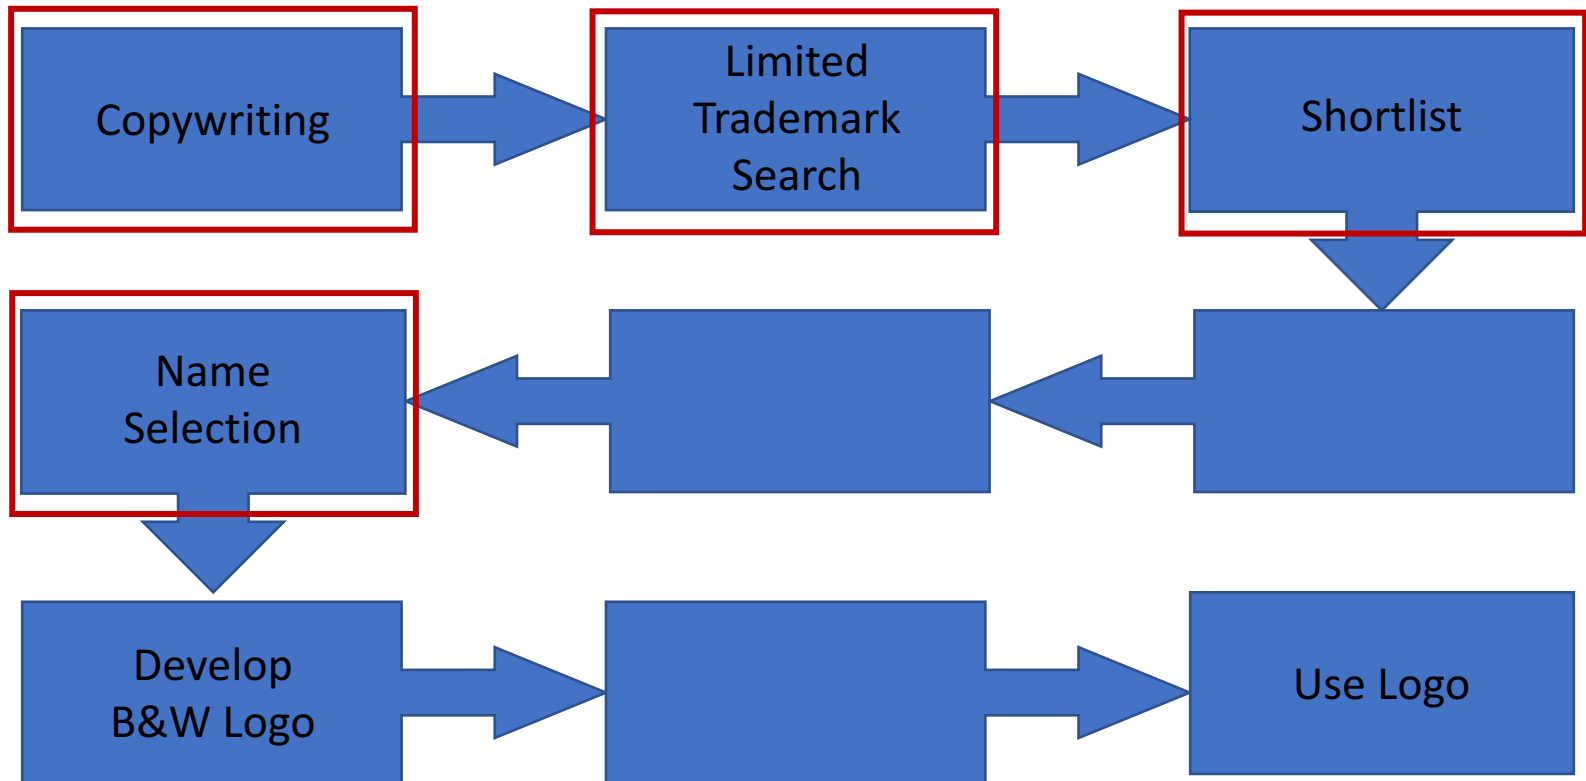 Copywriting
Limited
Trademark
Search
Shortlist
Name
Selection
Develop
B&W Logo
Use Logo